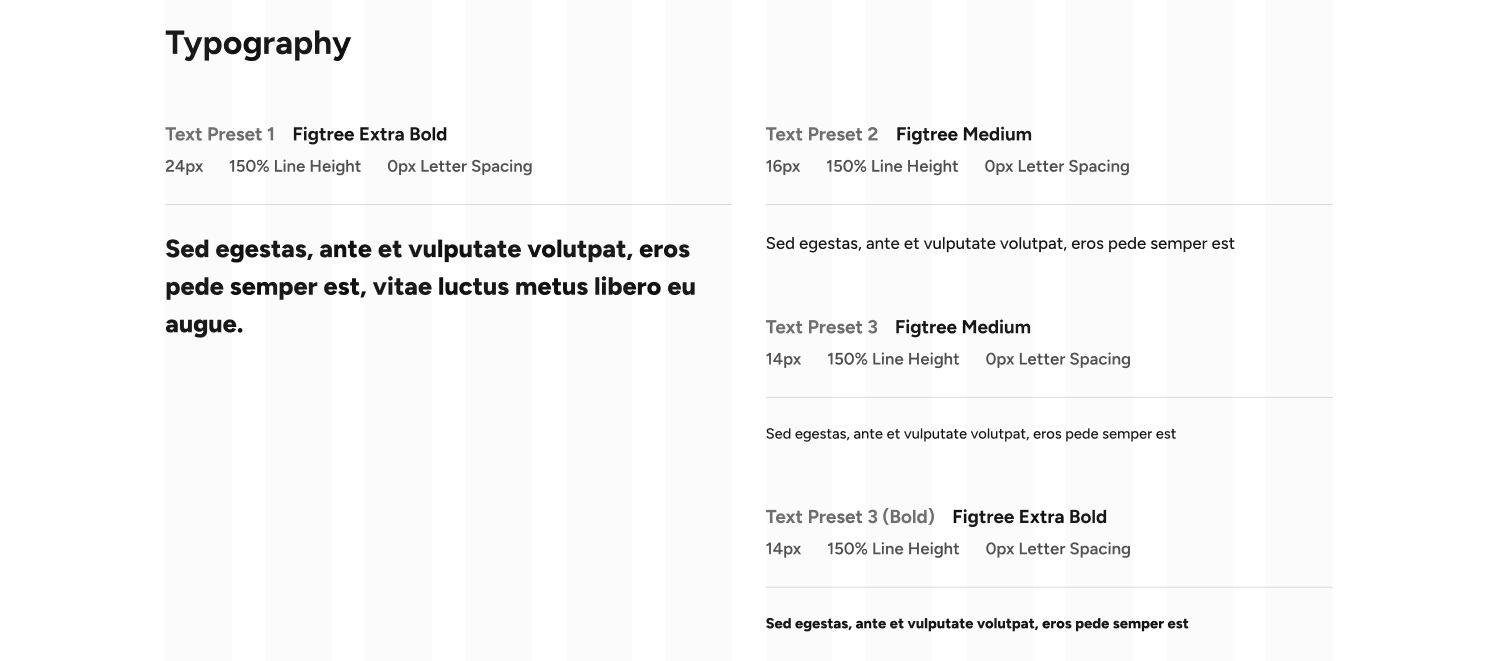 Typography
Text Preset 1 Figtree Extra Bold
24px 150% Line Height 0px Letter Spacing
Sed egestas, ante et vulputate volutpat, eros
pede semper est, vitae luctus metus libero eu
augue.
Text Preset 2 Figtree Medium
16px 150% Line Height 0px Letter Spacing
Sed egestas, ante et vulputate volutpat, eros pede semper est
Text Preset 3 Figtree Medium
14px 150% Line Height 0px Letter Spacing
Sed egestas, ante et vulputate volutpat, eros pede semper est
Text Preset 3 (Bold) Figtree Extra Bold
14px 150% Line Height 0px Letter Spacing
Sed egestas, ante et vulputate volutpat, eros pede semper est